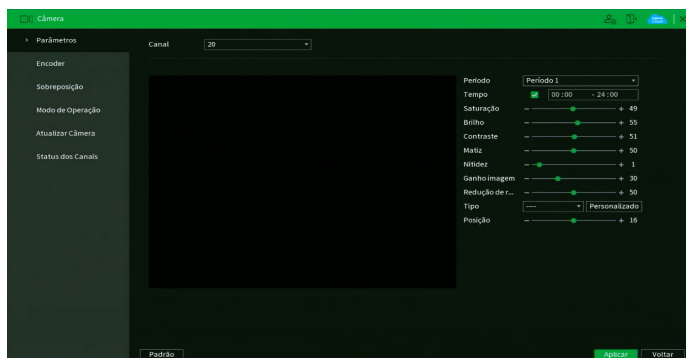 Câmera
Parâmetros
Encoder
Sobreposição
Modo de Operação
Atualizar Câmera
Status dos Canais
Canal 20
Período Período 1
Tempo 00:00 - 24:00
Saturação - + 49
Brilho - + 55
Contraste - + 51
Matiz - + 50
Nitidez - + 1
Ganho imagem - + 30
Redução de r... - + 50
Tipo ---- Personalizado
Posição - + 16
Padrão Aplicar Voltar